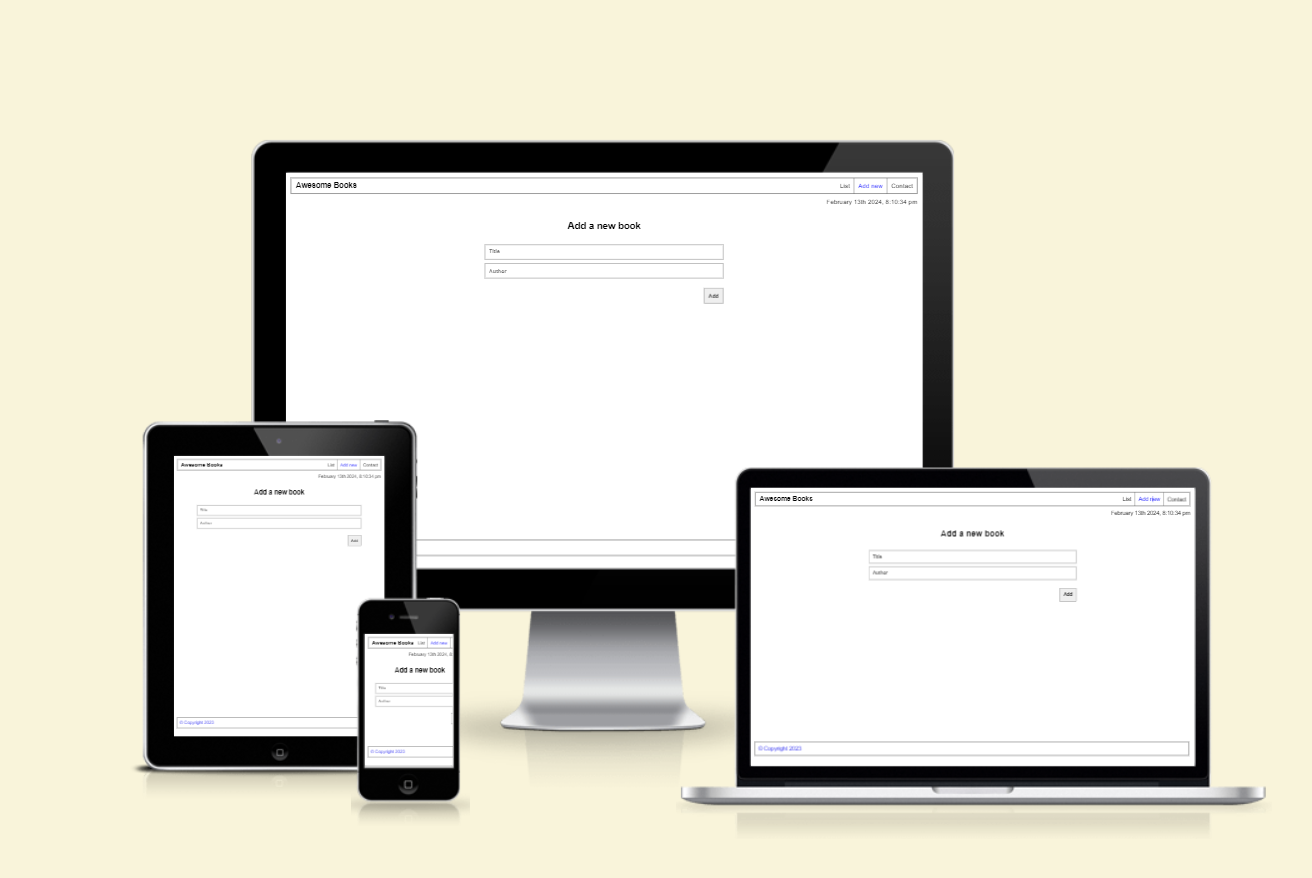 Awesome Books List Add new Contact
February 13th 2024, 8:10:34 pm
Add a new book
Title
Author
Add
Awesome Books List Add new Contact
February 13th 2024, 8:10:34 pm
Add a new book
Title
Author
Add
© Copyright 2023
Awesome Books List Add new
February 13th 2024, 8
Add a new book
Title
Author
© Copyright 2023
Awesome Books List Add new Contact
February 13th 2024, 8:10:34 pm
Add a new book
Title
Author
Add
© Copyright 2023